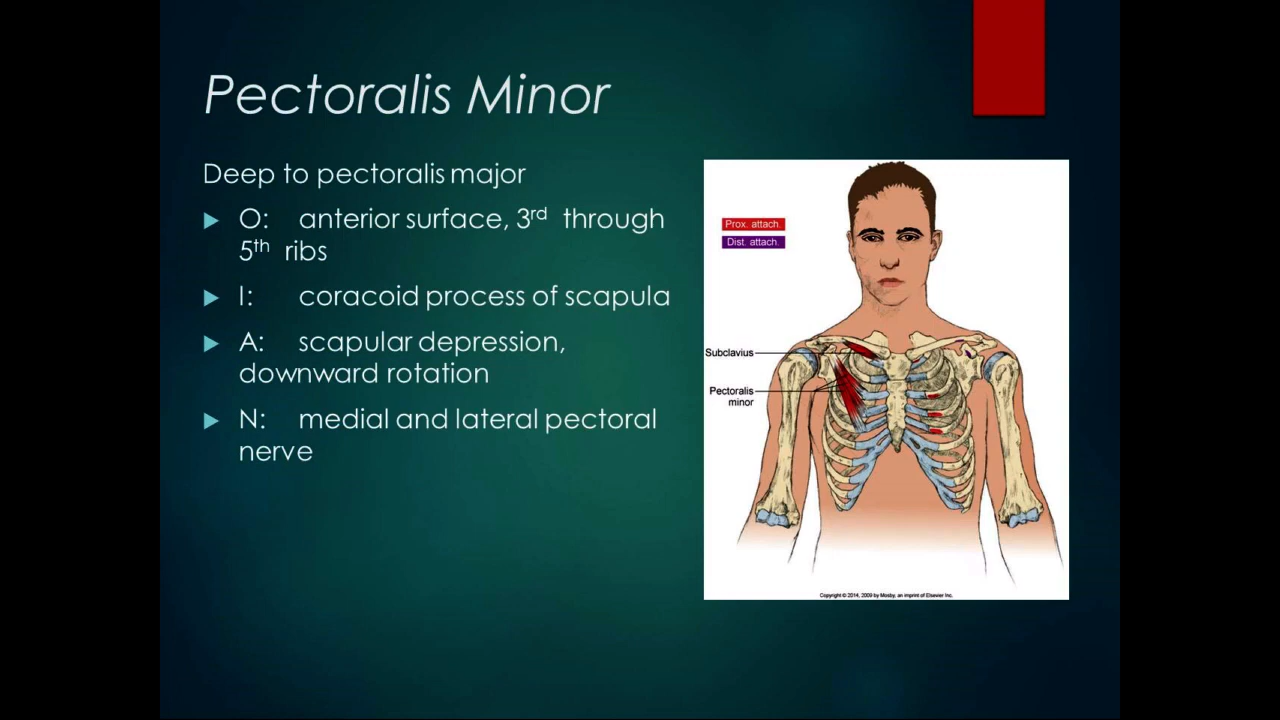 Pectoralis Minor
Deep to pectoralis major
O: anterior surface, 3rd through
5th ribs
I: coracoid process of scapula
A: scapular depression,
downward rotation
N: medial and lateral pectoral
nerve
Prox. attach.
Dist. attach.
Subclavius
Pectoralis
minor
Copyright © 2014, 2009 by Mosby, an imprint of Elsevier Inc.